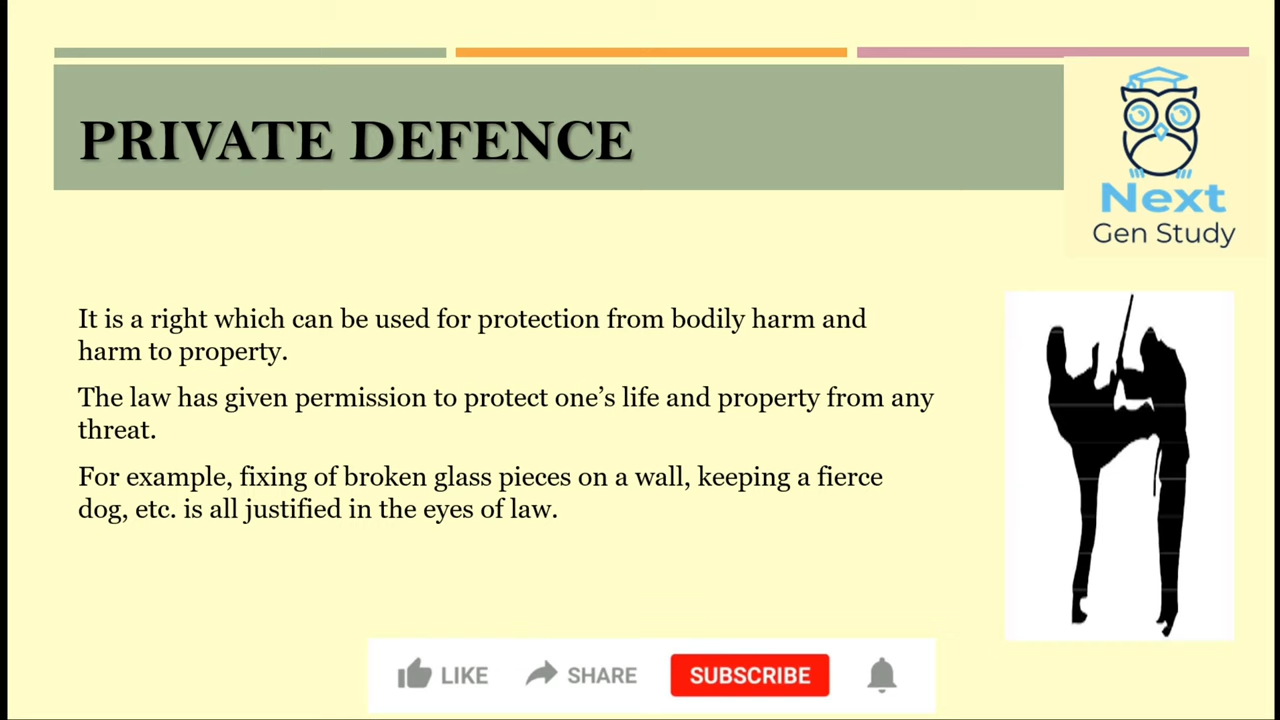 PRIVATE DEFENCE
Next
Gen Study
It is a right which can be used for protection from bodily harm and
harm to property.
The law has given permission to protect one’s life and property from any
threat.
For example, fixing of broken glass pieces on a wall, keeping a fierce
dog, etc. is all justified in the eyes of law.
LIKE SHARE SUBSCRIBE